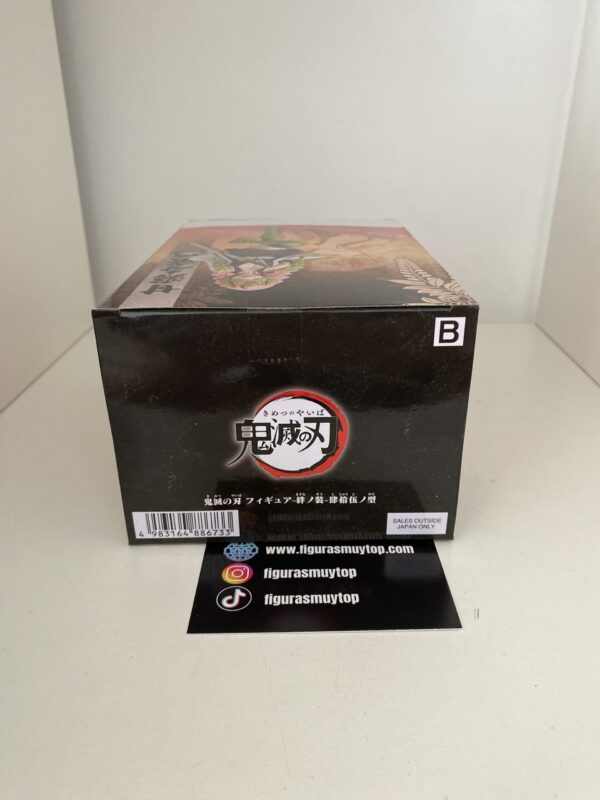 B
きめつのやいば
鬼滅の刃
鬼滅の刃 フィギュア-絆ノ装-肆拾伍ノ型
4 983164 886733
SALES OUTSIDE
JAPAN ONLY
www.figurasmuytop.com
figurasmuytop
figurasmuytop